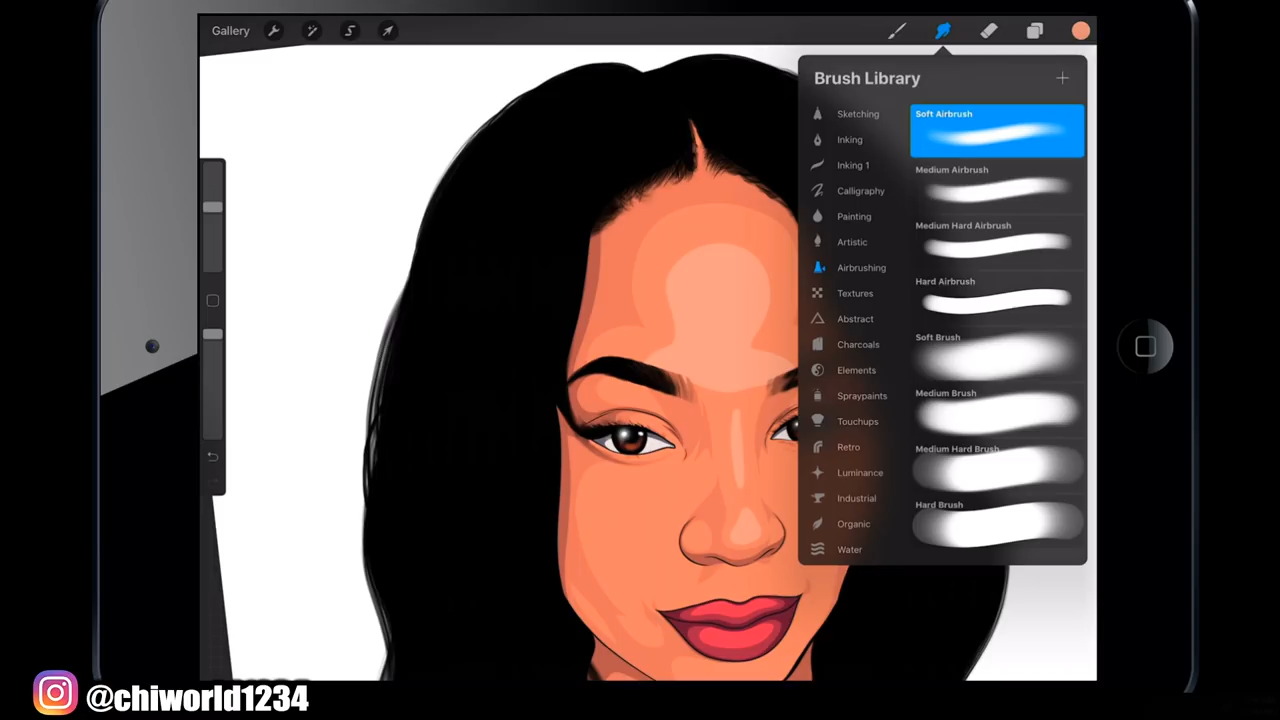 Gallery
Brush Library
Sketching
Inking
Inking 1
Calligraphy
Painting
Artistic
Airbrushing
Textures
Abstract
Charcoals
Elements
Spraypaints
Touchups
Retro
Luminance
Industrial
Organic
Water
Soft Airbrush
Medium Airbrush
Medium Hard Airbrush
Hard Airbrush
Soft Brush
Medium Brush
Medium Hard Brush
Hard Brush
@chiworld1234